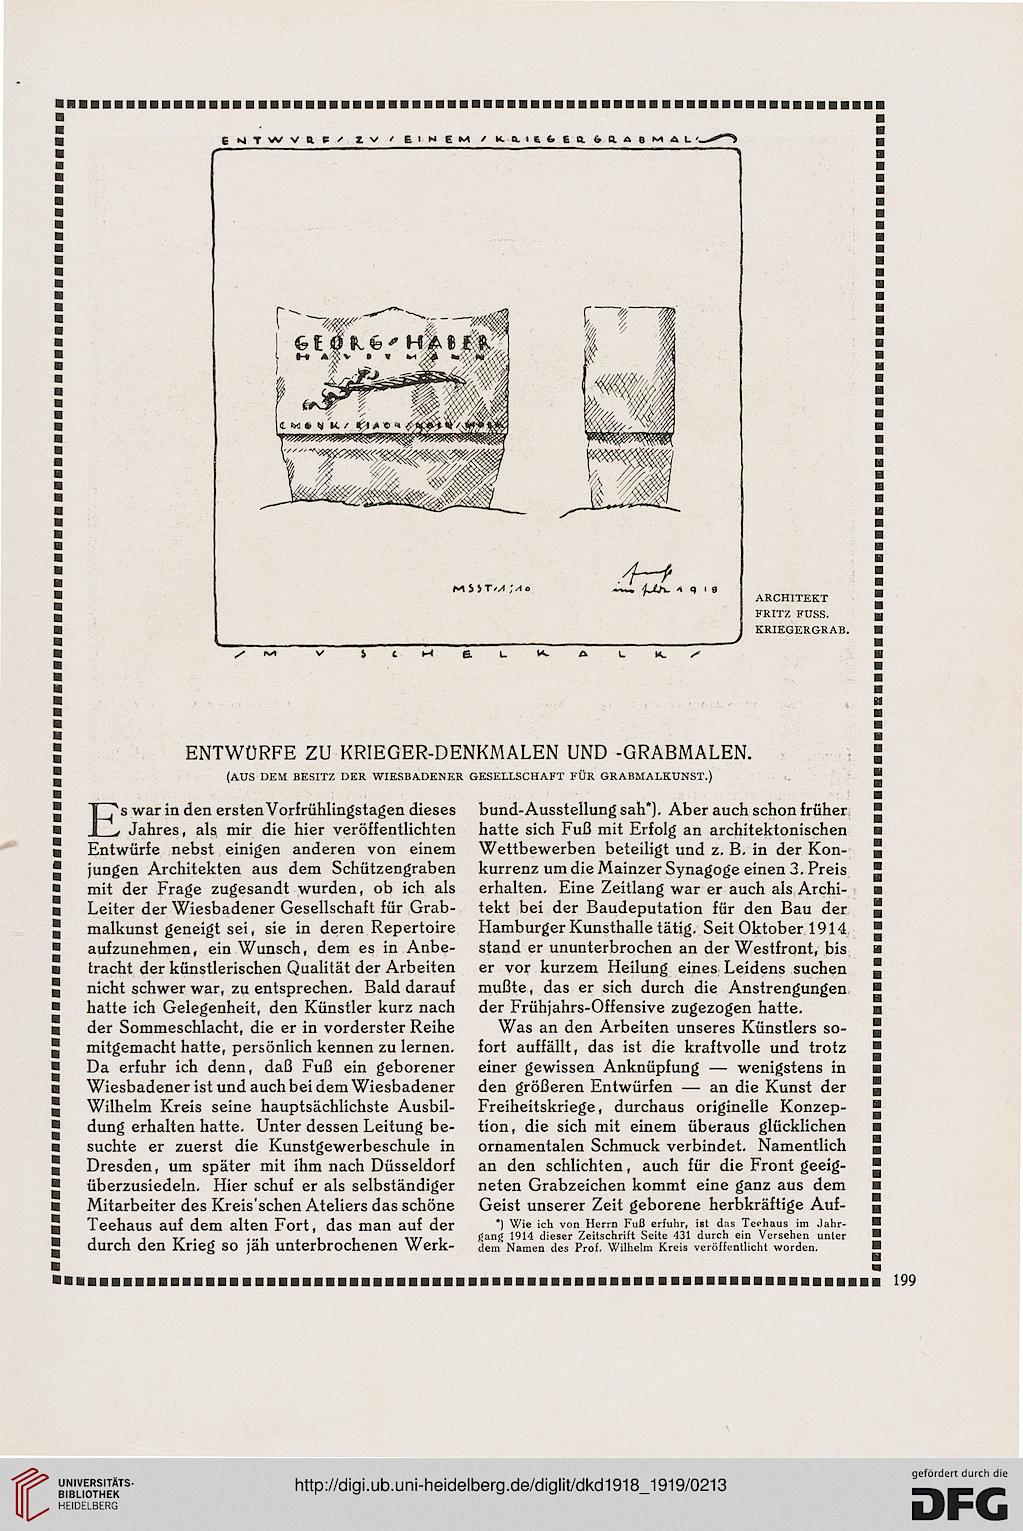 ENTWVRF / ZV / EINEM / KRIEGERGRABMAL
GEORG HABER
HAVPTMANN
MSST. 1:10
im Felde 1918
/ MVSCHELKALK /
ARCHITEKT
FRITZ FUSS.
KRIEGERGRAB.
ENTWÜRFE ZU KRIEGER-DENKMALEN UND -GRABMALEN.
(AUS DEM BESITZ DER WIESBADENER GESELLSCHAFT FÜR GRABMALKUNST.)
Es war in den ersten Vorfrühlingstagen dieses
Jahres, als mir die hier veröffentlichten
Entwürfe nebst einigen anderen von einem
jungen Architekten aus dem Schützengraben
mit der Frage zugesandt wurden, ob ich als
Leiter der Wiesbadener Gesellschaft für Grab-
malkunst geneigt sei, sie in deren Repertoire
aufzunehmen, ein Wunsch, dem es in Anbe-
tracht der künstlerischen Qualität der Arbeiten
nicht schwer war, zu entsprechen. Bald darauf
hatte ich Gelegenheit, den Künstler kurz nach
der Sommeschlacht, die er in vorderster Reihe
mitgemacht hatte, persönlich kennen zu lernen.
Da erfuhr ich denn, daß Fuß ein geborener
Wiesbadener ist und auch bei dem Wiesbadener
Wilhelm Kreis seine hauptsächlichste Ausbil-
dung erhalten hatte. Unter dessen Leitung be-
suchte er zuerst die Kunstgewerbeschule in
Dresden, um später mit ihm nach Düsseldorf
überzusiedeln. Hier schuf er als selbständiger
Mitarbeiter des Kreis'schen Ateliers das schöne
Teehaus auf dem alten Fort, das man auf der
durch den Krieg so jäh unterbrochenen Werk-
bund-Ausstellung sah*). Aber auch schon früher
hatte sich Fuß mit Erfolg an architektonischen
Wettbewerben beteiligt und z. B. in der Kon-
kurrenz um die Mainzer Synagoge einen 3. Preis
erhalten. Eine Zeitlang war er auch als Archi-
tekt bei der Baudeputation für den Bau der
Hamburger Kunsthalle tätig. Seit Oktober 1914
stand er ununterbrochen an der Westfront, bis
er vor kurzem Heilung eines Leidens suchen
mußte, das er sich durch die Anstrengungen
der Frühjahrs-Offensive zugezogen hatte.
Was an den Arbeiten unseres Künstlers so-
fort auffällt, das ist die kraftvolle und trotz
einer gewissen Anknüpfung — wenigstens in
den größeren Entwürfen — an die Kunst der
Freiheitskriege, durchaus originelle Konzep-
tion, die sich mit einem überaus glücklichen
ornamentalen Schmuck verbindet. Namentlich
an den schlichten, auch für die Front geeig-
neten Grabzeichen kommt eine ganz aus dem
Geist unserer Zeit geborene herbkräftige Auf-
*) Wie ich von Herrn Fuß erfuhr, ist das Teehaus im Jahr-
gang 1914 dieser Zeitschrift Seite 431 durch ein Versehen unter
dem Namen des Prof. Wilhelm Kreis veröffentlicht worden.
199
UNIVERSITÄTS-
BIBLIOTHEK
HEIDELBERG
http://digi.ub.uni-heidelberg.de/diglit/dkd1918_1919/0213
gefördert durch die
DFG